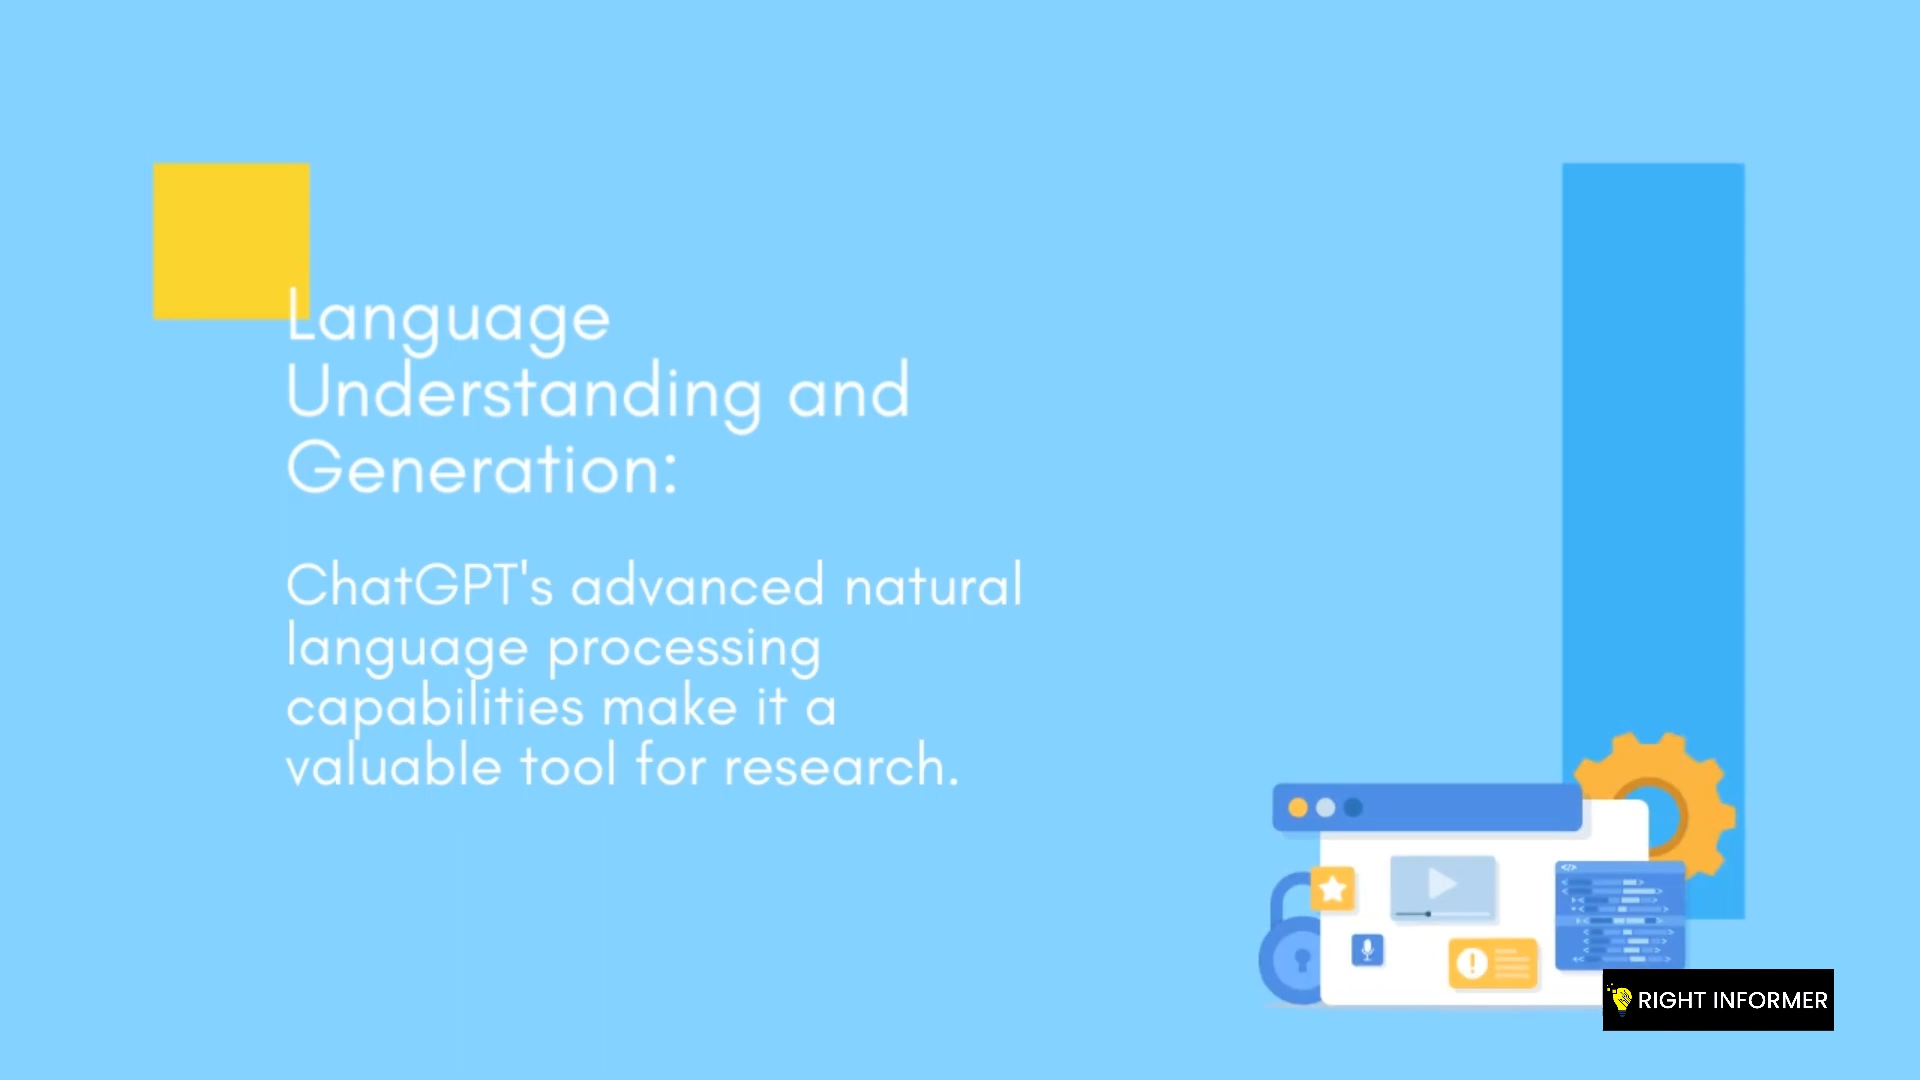 Language
Understanding and
Generation:
ChatGPT's advanced natural
language processing
capabilities make it a
valuable tool for research.
RIGHT INFORMER